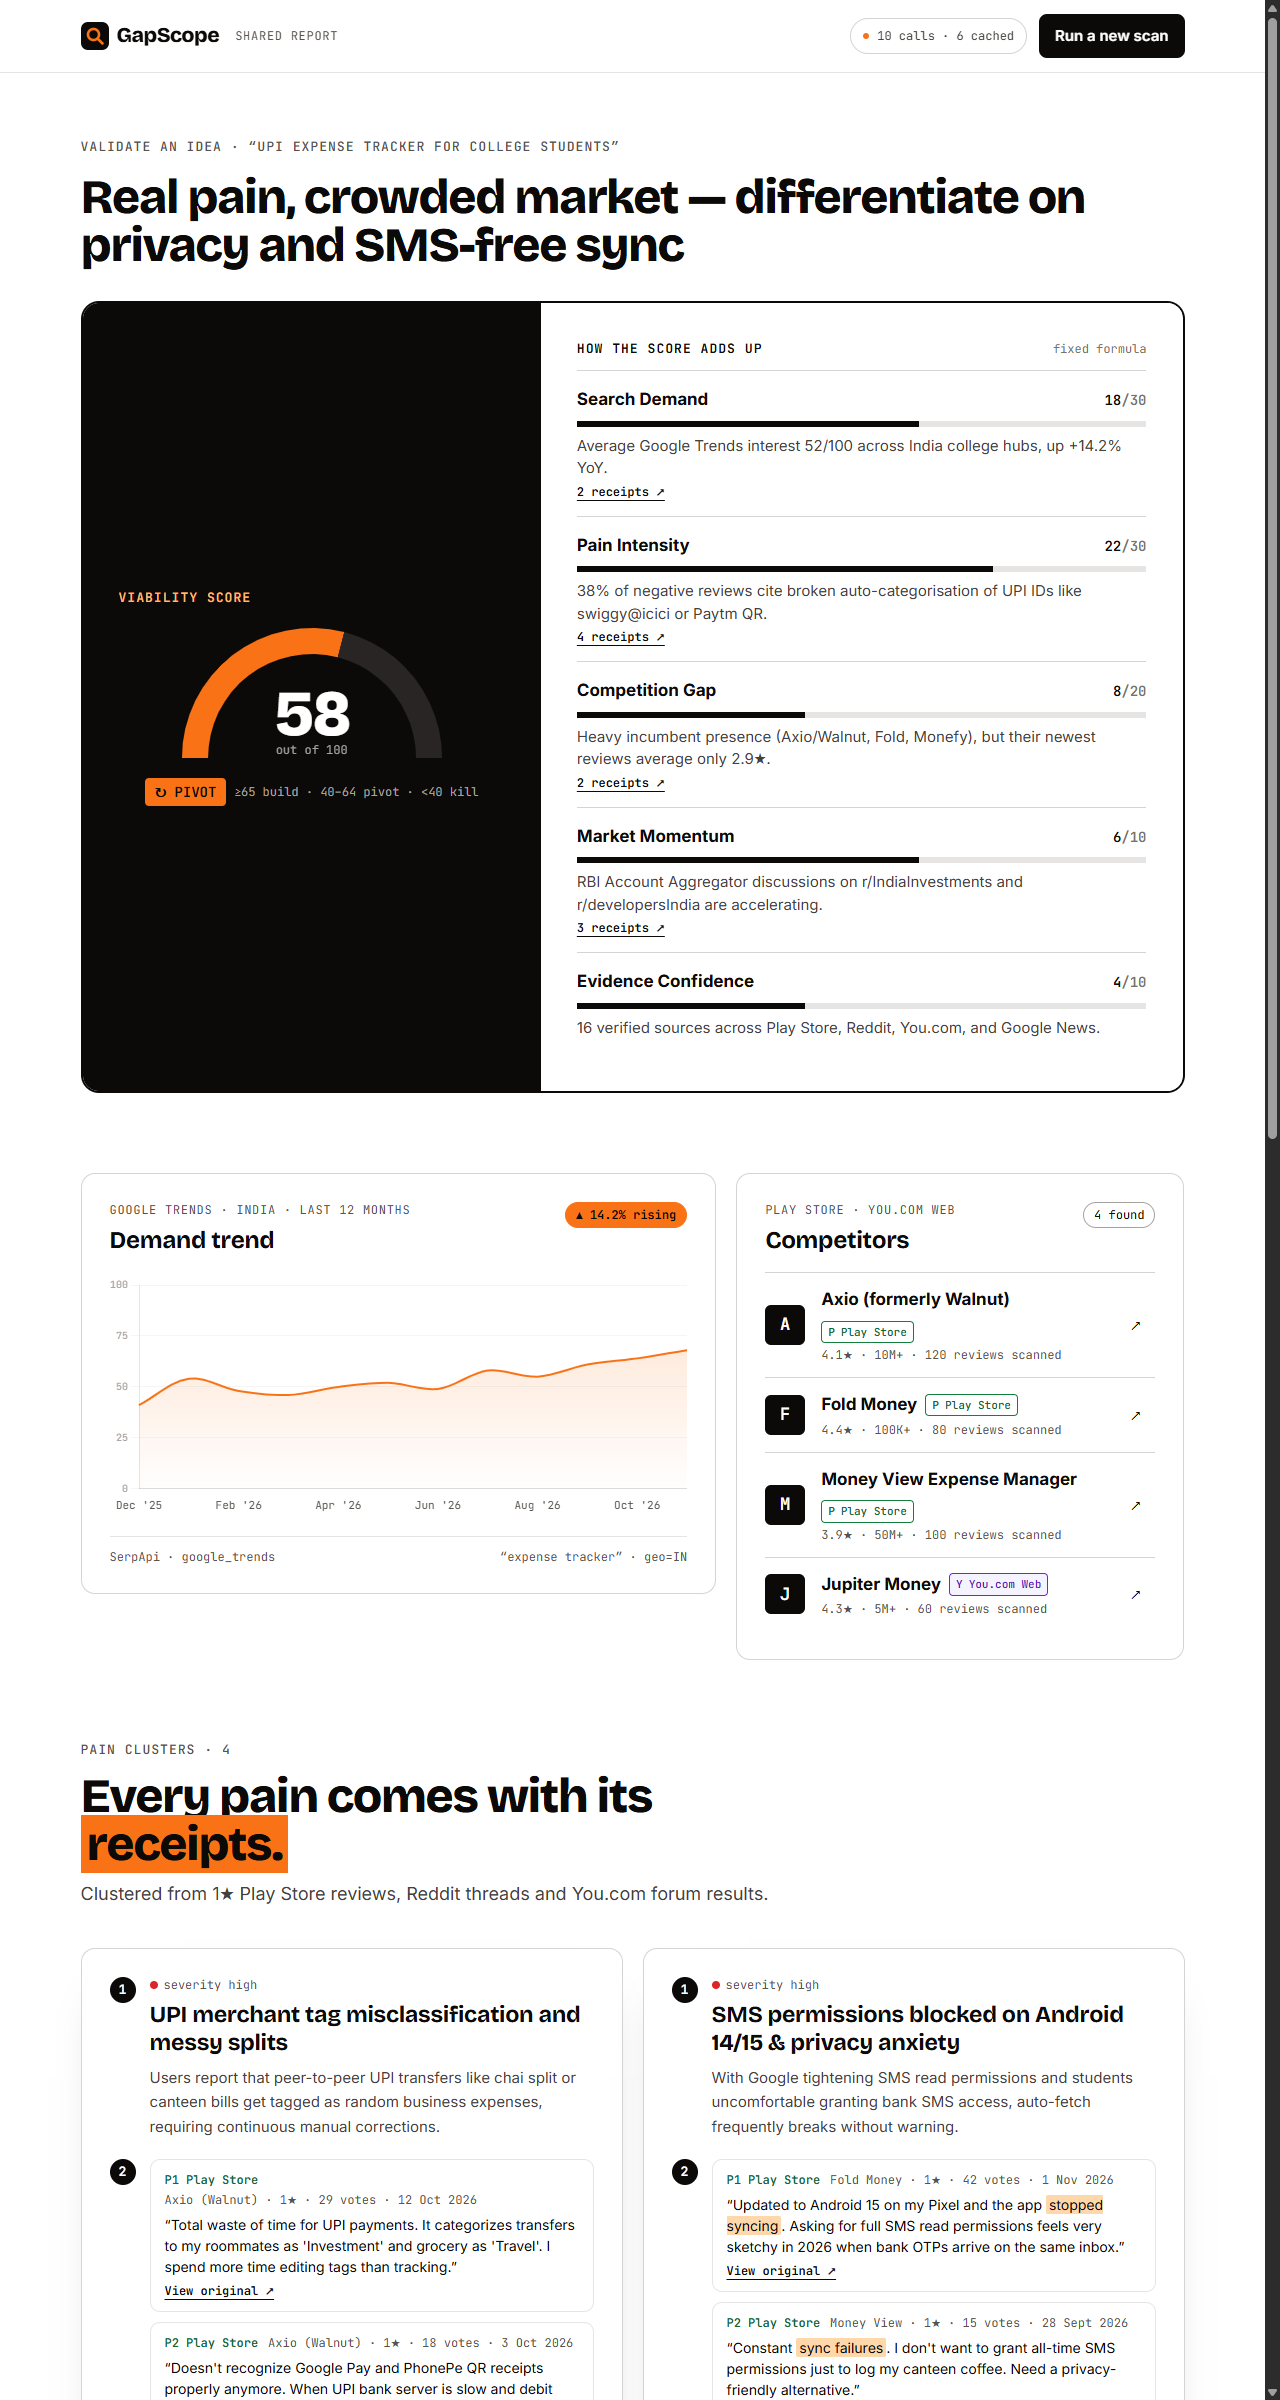 GapScope SHARED REPORT
10 calls · 6 cached
Run a new scan
VALIDATE AN IDEA · “UPI EXPENSE TRACKER FOR COLLEGE STUDENTS”
Real pain, crowded market — differentiate on
privacy and SMS-free sync
VIABILITY SCORE
58
out of 100
↻ PIVOT ≥65 build · 40–64 pivot · <40 kill
HOW THE SCORE ADDS UP fixed formula
Search Demand 18/30
Average Google Trends interest 52/100 across India college hubs, up +14.2%
YoY.
2 receipts ↗
Pain Intensity 22/30
38% of negative reviews cite broken auto-categorisation of UPI IDs like
swiggy@icici or Paytm QR.
4 receipts ↗
Competition Gap 8/20
Heavy incumbent presence (Axio/Walnut, Fold, Monefy), but their newest
reviews average only 2.9★.
2 receipts ↗
Market Momentum 6/10
RBI Account Aggregator discussions on r/IndiaInvestments and
r/developersIndia are accelerating.
3 receipts ↗
Evidence Confidence 4/10
16 verified sources across Play Store, Reddit, You.com, and Google News.
GOOGLE TRENDS · INDIA · LAST 12 MONTHS
Demand trend
▲ 14.2% rising
100
75
50
25
0
Dec '25 Feb '26 Apr '26 Jun '26 Aug '26 Oct '26
SerpApi · google_trends “expense tracker” · geo=IN
PLAY STORE · YOU.COM WEB
Competitors
4 found
A
Axio (formerly Walnut)
P Play Store
4.1★ · 10M+ · 120 reviews scanned
↗
F
Fold Money P Play Store
4.4★ · 100K+ · 80 reviews scanned
↗
M
Money View Expense Manager
P Play Store
3.9★ · 50M+ · 100 reviews scanned
↗
J
Jupiter Money Y You.com Web
4.3★ · 5M+ · 60 reviews scanned
↗
PAIN CLUSTERS · 4
Every pain comes with its
receipts.
Clustered from 1★ Play Store reviews, Reddit threads and You.com forum results.
1
severity high
UPI merchant tag misclassification and
messy splits
Users report that peer-to-peer UPI transfers like chai split or
canteen bills get tagged as random business expenses,
requiring continuous manual corrections.
2
P1 Play Store
Axio (Walnut) · 1★ · 29 votes · 12 Oct 2026
“Total waste of time for UPI payments. It categorizes transfers
to my roommates as 'Investment' and grocery as 'Travel'. I
spend more time editing tags than tracking.”
View original ↗
P2 Play Store Axio (Walnut) · 1★ · 18 votes · 3 Oct 2026
“Doesn't recognize Google Pay and PhonePe QR receipts
properly anymore. When UPI bank server is slow and debit
1
severity high
SMS permissions blocked on Android
14/15 & privacy anxiety
With Google tightening SMS read permissions and students
uncomfortable granting bank SMS access, auto-fetch
frequently breaks without warning.
2
P1 Play Store Fold Money · 1★ · 42 votes · 1 Nov 2026
“Updated to Android 15 on my Pixel and the app stopped
syncing. Asking for full SMS read permissions feels very
sketchy in 2026 when bank OTPs arrive on the same inbox.”
View original ↗
P2 Play Store Money View · 1★ · 15 votes · 28 Sept 2026
“Constant sync failures. I don't want to grant all-time SMS
permissions just to log my canteen coffee. Need a privacy-
friendly alternative.”